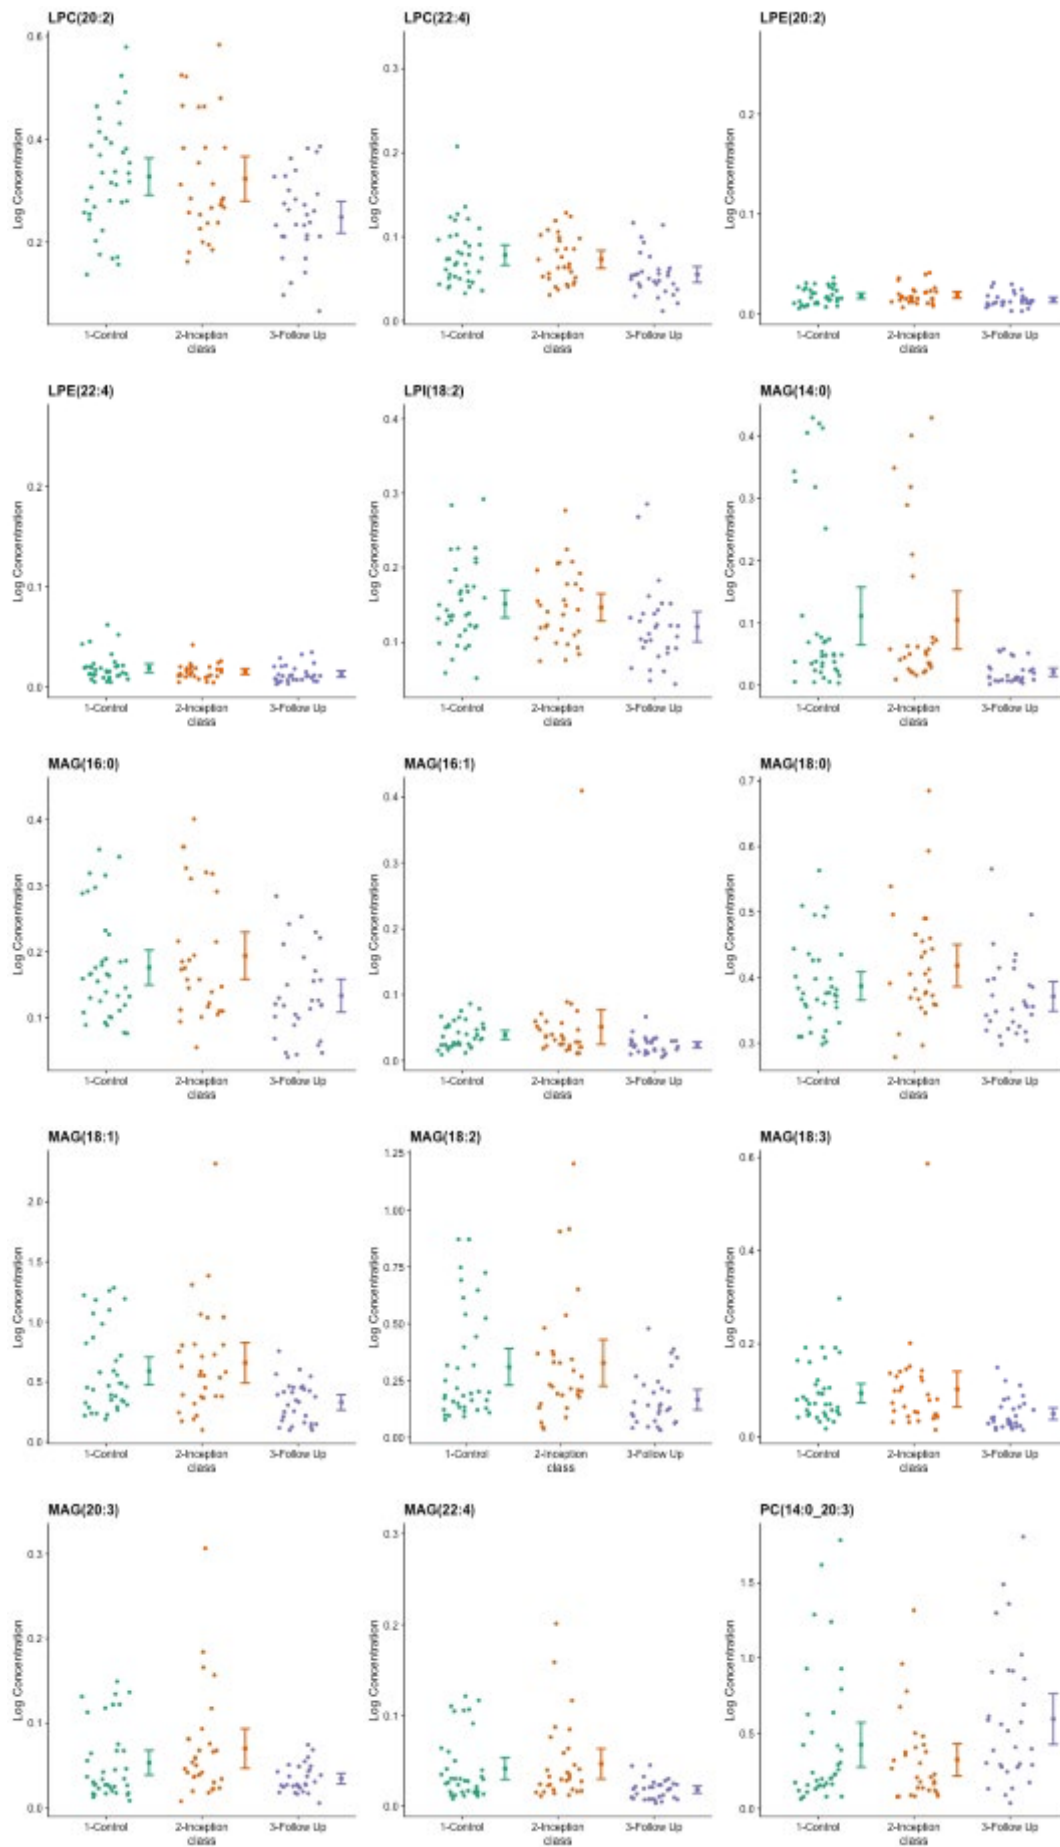 LPC(20:2)
0.6
0.4
0.2
Log Concentration
1-Control 2-Inception 3-Follow Up
class
LPC(22:4)
0.3
0.2
0.1
0.0
Log Concentration
1-Control 2-Inception 3-Follow Up
class
LPE(20:2)
0.2
0.1
0.0
Log Concentration
1-Control 2-Inception 3-Follow Up
class
LPE(22:4)
0.2
0.1
0.0
Log Concentration
1-Control 2-Inception 3-Follow Up
class
LPI(18:2)
0.4
0.3
0.2
0.1
Log Concentration
1-Control 2-Inception 3-Follow Up
class
MAG(14:0)
0.4
0.3
0.2
0.1
0.0
Log Concentration
1-Control 2-Inception 3-Follow Up
class
MAG(16:0)
0.4
0.3
0.2
0.1
Log Concentration
1-Control 2-Inception 3-Follow Up
class
MAG(16:1)
0.4
0.3
0.2
0.1
0.0
Log Concentration
1-Control 2-Inception 3-Follow Up
class
MAG(18:0)
0.7
0.6
0.5
0.4
0.3
Log Concentration
1-Control 2-Inception 3-Follow Up
class
MAG(18:1)
2.0
1.5
1.0
0.5
0.0
Log Concentration
1-Control 2-Inception 3-Follow Up
class
MAG(18:2)
1.25
1.00
0.75
0.50
0.25
0.00
Log Concentration
1-Control 2-Inception 3-Follow Up
class
MAG(18:3)
0.6
0.4
0.2
0.0
Log Concentration
1-Control 2-Inception 3-Follow Up
class
MAG(20:3)
0.3
0.2
0.1
0.0
Log Concentration
1-Control 2-Inception 3-Follow Up
class
MAG(22:4)
0.3
0.2
0.1
0.0
Log Concentration
1-Control 2-Inception 3-Follow Up
class
PC(14:0_20:3)
1.5
1.0
0.5
0.0
Log Concentration
1-Control 2-Inception 3-Follow Up
class